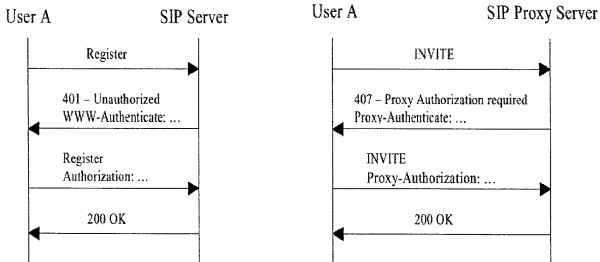 User A
SIP Server
Register
401 – Unauthorized
WWW-Authenticate: ...
Register
Authorization: ...
200 OK
User A
SIP Proxy Server
INVITE
407 – Proxy Authorization required
Proxy-Authenticate: ...
INVITE
Proxy-Authorization: ...
200 OK